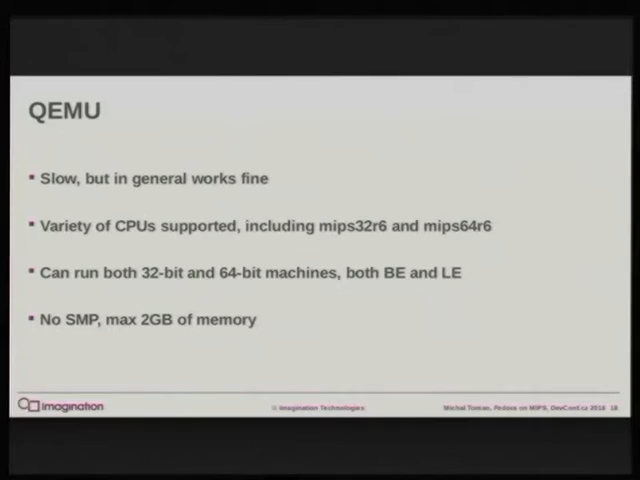 QEMU
Slow, but in general works fine
Variety of CPUs supported, including mips32r6 and mips64r6
Can run both 32-bit and 64-bit machines, both BE and LE
No SMP, max 2GB of memory
imagination
© Imagination Technologies
Michal Toman, Fedora on MIPS, DevConf.cz 2016 18